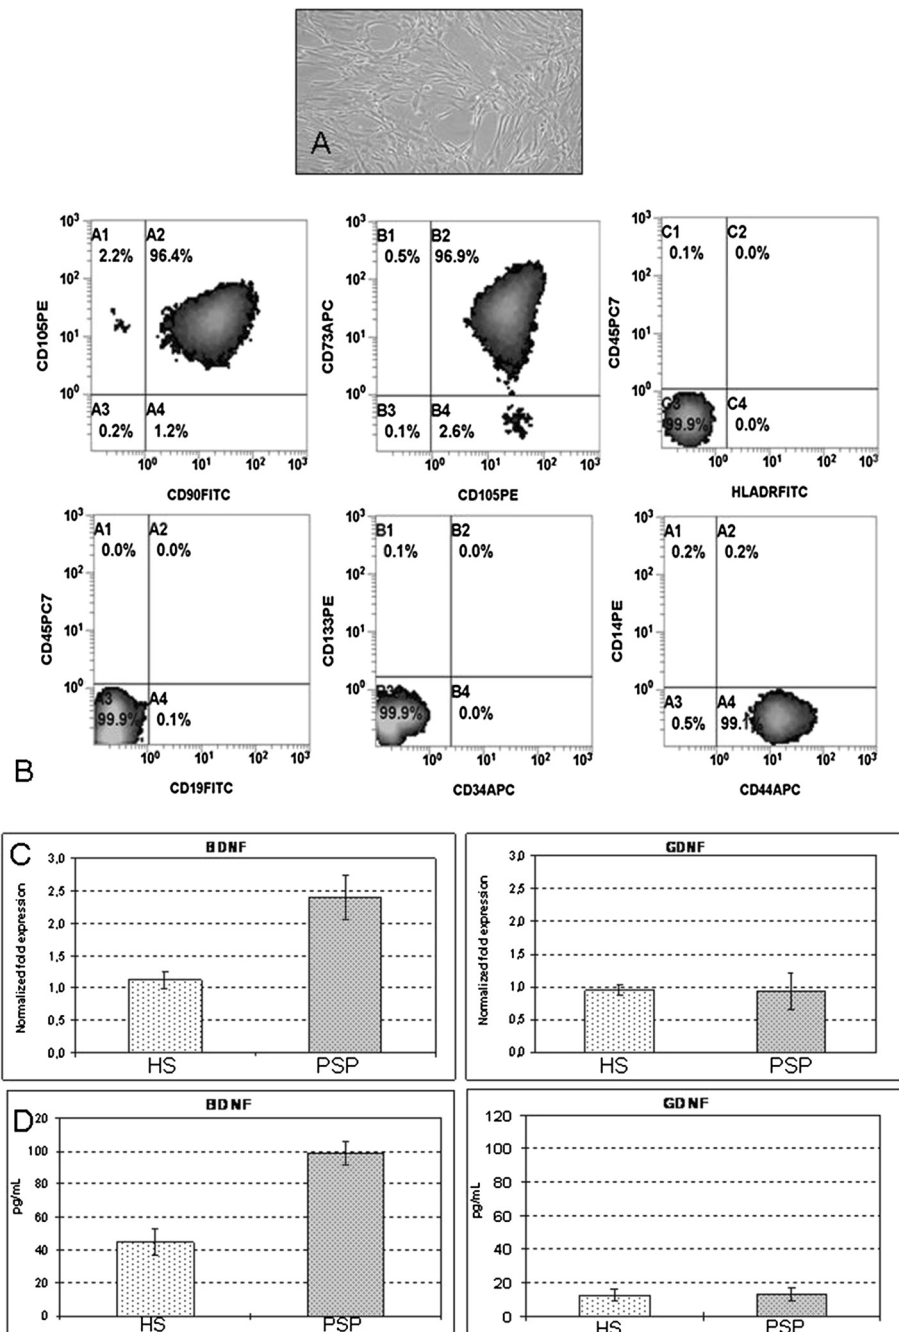 A
10³
A1 A2
2.2% 96.4%
10²
CD105PE
10¹
10⁰
A3 A4
0.2% 1.2%
10⁰ 10¹ 10² 10³
CD90FITC
10³
B1 B2
0.5% 96.9%
10²
CD73APC
10¹
10⁰
B3 B4
0.1% 2.6%
10⁰ 10¹ 10² 10³
CD105PE
10³
C1 C2
0.1% 0.0%
10²
CD45PC7
10¹
10⁰
C3 C4
99.9% 0.0%
10⁰ 10¹ 10² 10³
HLADRFITC
10³
A1 A2
0.0% 0.0%
10²
CD45PC7
10¹
10⁰
A3 A4
99.9% 0.1%
10⁰ 10¹ 10² 10³
CD19FITC
10³
B1 B2
0.1% 0.0%
10²
CD133PE
10¹
10⁰
B3 B4
99.9% 0.0%
10⁰ 10¹ 10² 10³
CD34APC
10³
A1 A2
0.2% 0.2%
10²
CD14PE
10¹
10⁰
A3 A4
0.5% 99.1%
10⁰ 10¹ 10² 10³
CD44APC
B
C
BDNF
Normalized fold expression
3,0
2,5
2,0
1,5
1,0
0,5
0,0
HS PSP
GDNF
Normalized fold expression
3,0
2,5
2,0
1,5
1,0
0,5
0,0
HS PSP
D
BDNF
pg/mL
20
100
80
60
40
20
0
HS PSP
GDNF
pg/mL
120
100
80
60
40
20
0
HS PSP